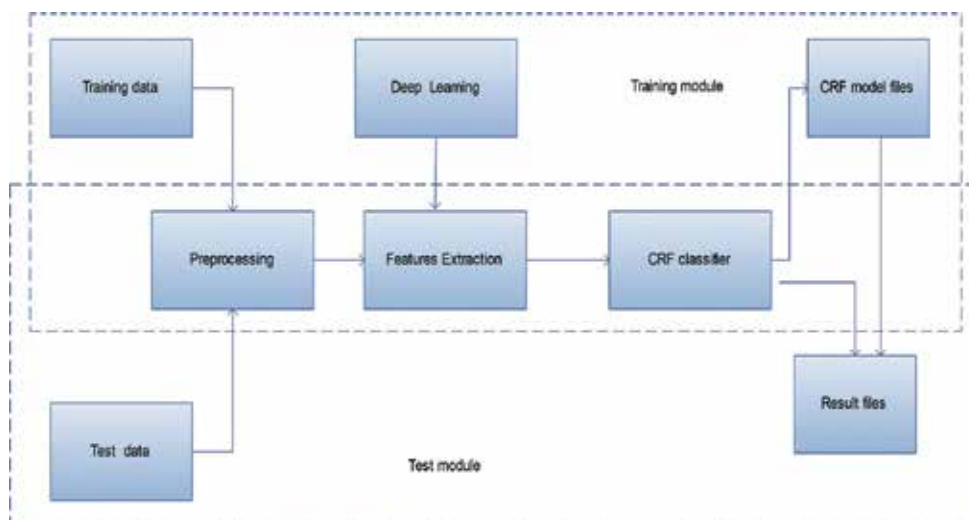 Training data
Deep Learning
Training module
CRF model files
Preprocessing
Features Extraction
CRF classifier
Result files
Test data
Test module